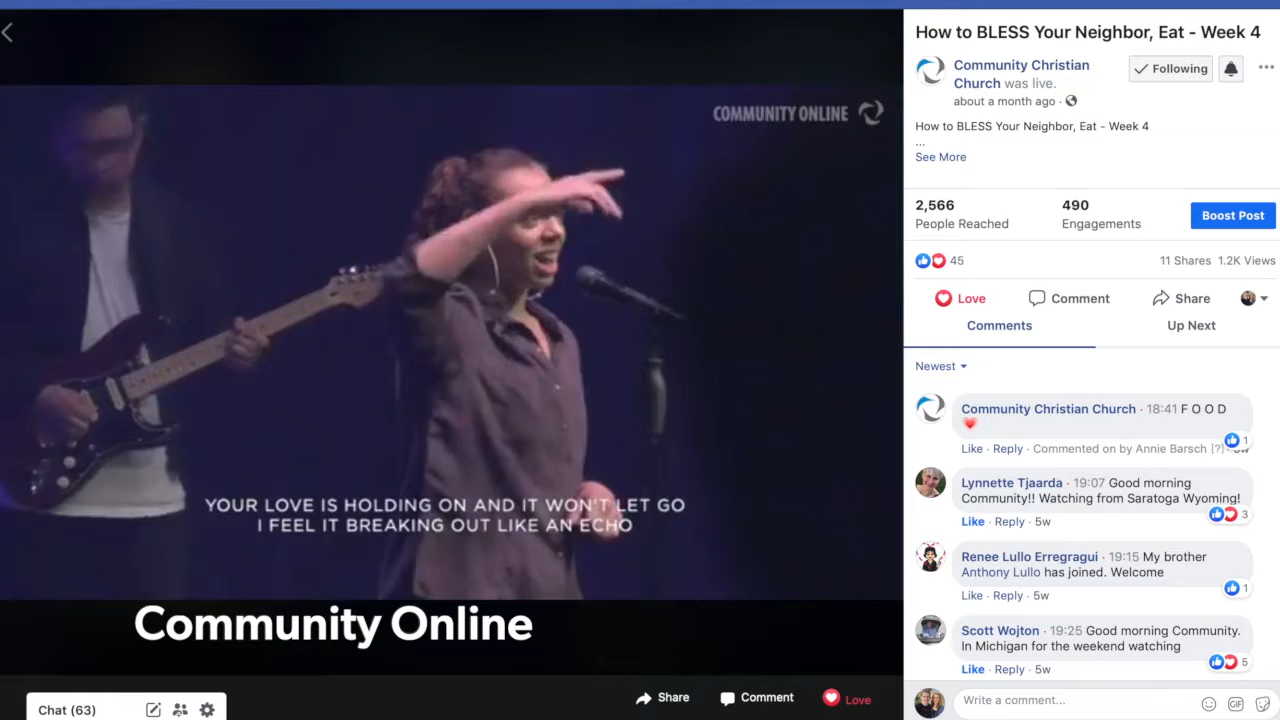 COMMUNITY ONLINE
YOUR LOVE IS HOLDING ON AND IT WON'T LET GO
I FEEL IT BREAKING OUT LIKE AN ECHO
Community Online
Share
Comment
Love
Chat (63)
How to BLESS Your Neighbor, Eat - Week 4
Community Christian
Church was live.
Following
about a month ago ·
How to BLESS Your Neighbor, Eat - Week 4
...
See More
2,566
People Reached
490
Engagements
Boost Post
45
11 Shares 1.2K Views
Love
Comment
Share
Comments
Up Next
Newest
Community Christian Church · 18:41 F O O D
1
Like · Reply · Commented on by Annie Barsch [?] · 5w
Lynnette Tjaarda · 19:07 Good morning
Community!! Watching from Saratoga Wyoming!
3
Like · Reply · 5w
Renee Lullo Erregragui · 19:15 My brother
Anthony Lullo has joined. Welcome
1
Like · Reply · 5w
Scott Wojton · 19:25 Good morning Community.
In Michigan for the weekend watching
5
Like · Reply · 5w
Write a comment...
GIF